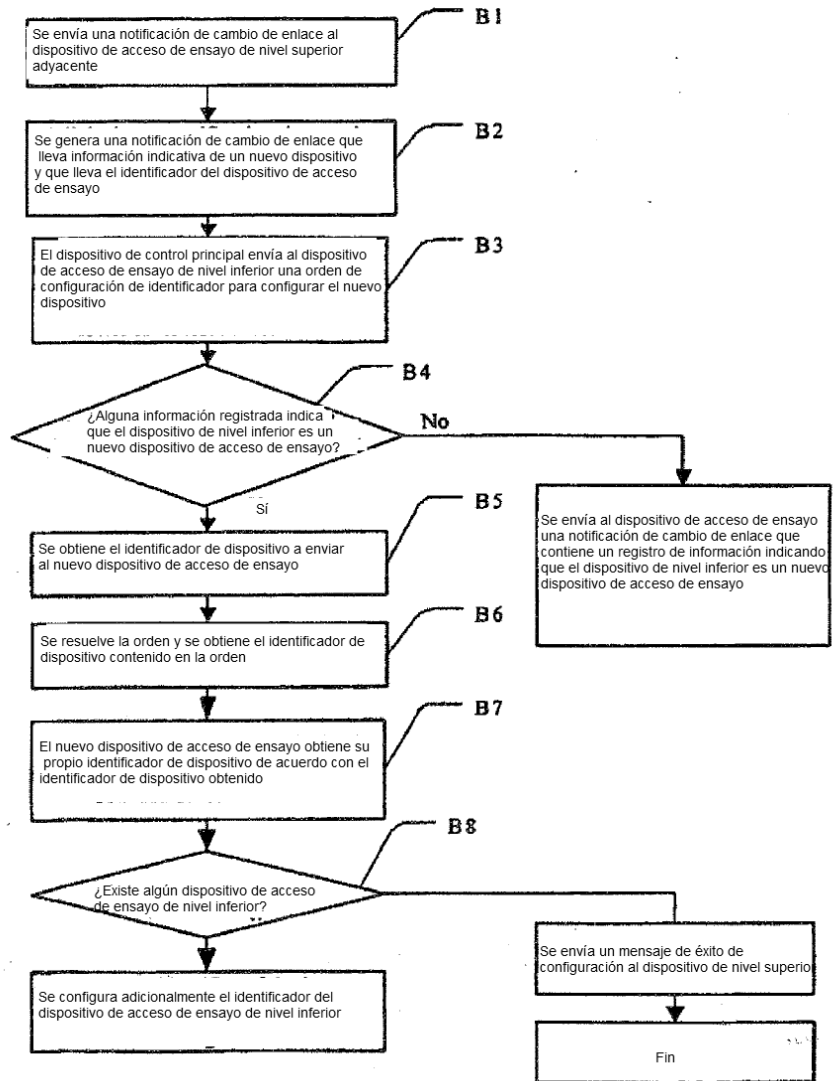 B1
Se envía una notificación de cambio de enlace al
dispositivo de acceso de ensayo de nivel superior
adyacente
B2
Se genera una notificación de cambio de enlace que
lleva información indicativa de un nuevo dispositivo
y que lleva el identificador del dispositivo de acceso
de ensayo
B3
El dispositivo de control principal envía al dispositivo
de acceso de ensayo de nivel inferior una orden de
configuración de identificador para configurar el nuevo
dispositivo
B4
¿Alguna información registrada indica
que el dispositivo de nivel inferior es un
nuevo dispositivo de acceso de ensayo?
No
Sí
Se envía al dispositivo de acceso de ensayo
una notificación de cambio de enlace que
contiene un registro de información indicando
que el dispositivo de nivel inferior es un nuevo
dispositivo de acceso de ensayo
B5
Se obtiene el identificador de dispositivo a enviar
al nuevo dispositivo de acceso de ensayo
B6
Se resuelve la orden y se obtiene el identificador de
dispositivo contenido en la orden
B7
El nuevo dispositivo de acceso de ensayo obtiene su
propio identificador de dispositivo de acuerdo con el
identificador de dispositivo obtenido
B8
¿Existe algún dispositivo de acceso
de ensayo de nivel inferior?
Se envía un mensaje de éxito de
configuración al dispositivo de nivel superio
Se configura adicionalmente el identificador del
dispositivo de acceso de ensayo de nivel inferior
Fin